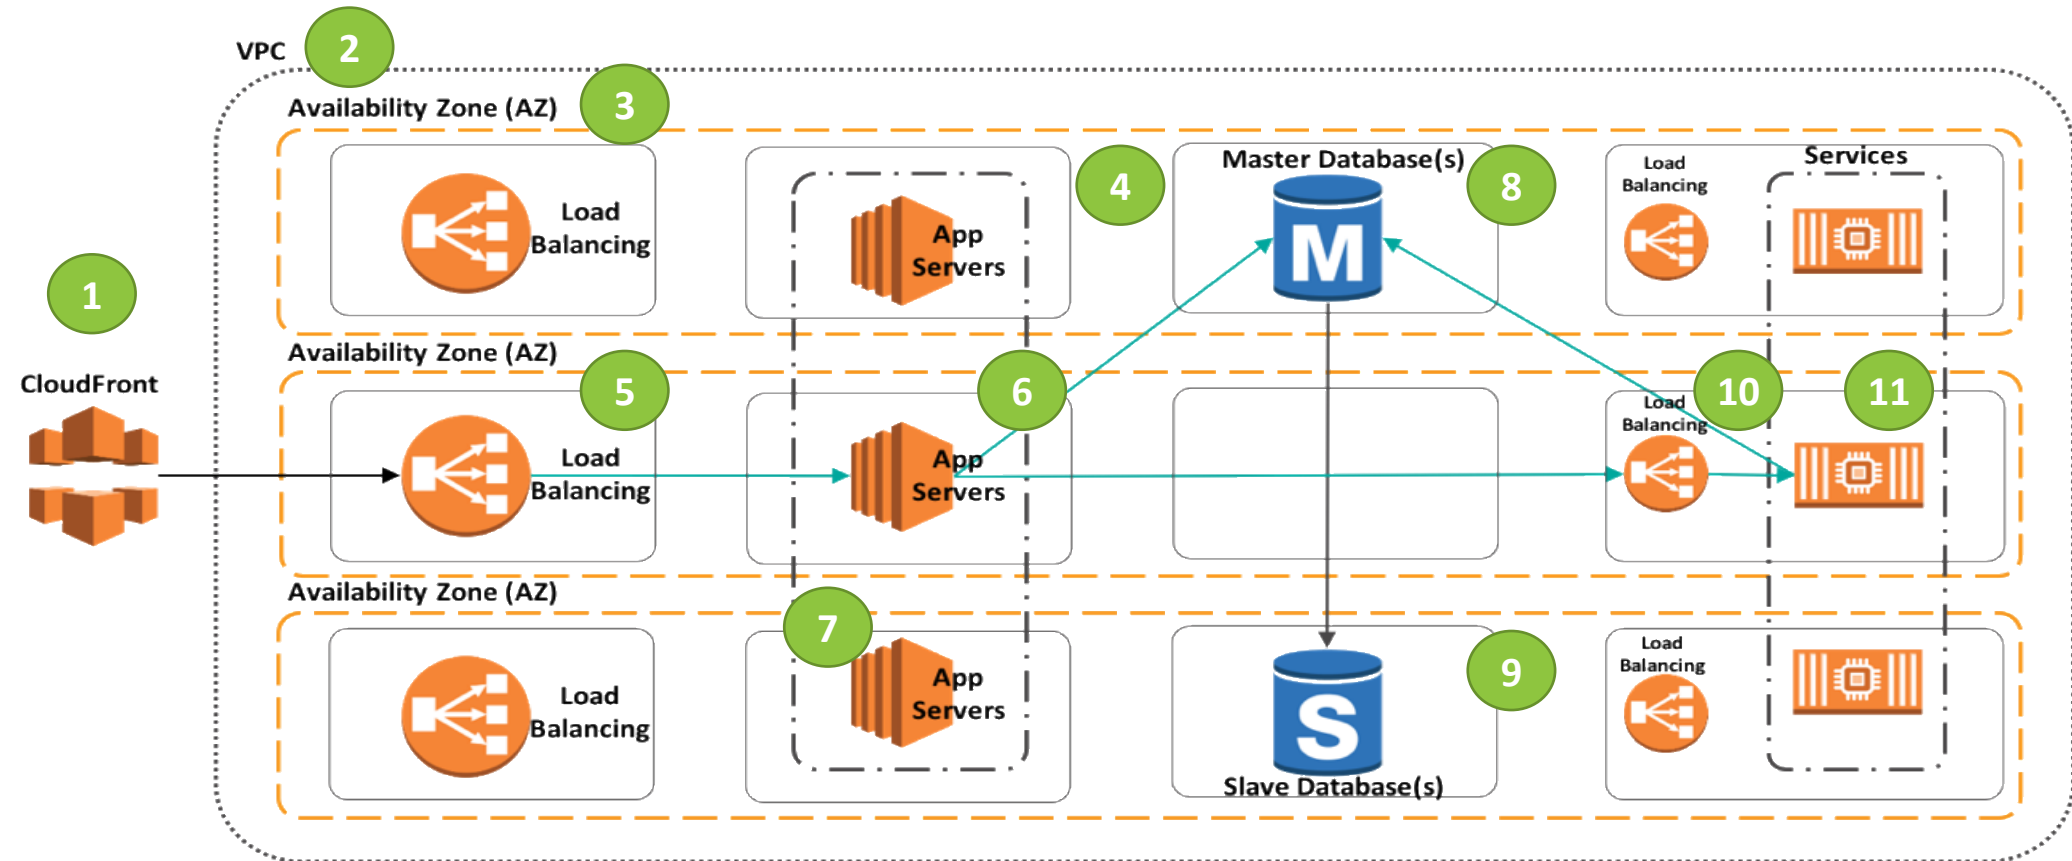 VPC
2
Availability Zone (AZ)
3
Load
Balancing
App
Servers
4
Master Database(s)
M
8
Load
Balancing
Services
1
CloudFront
Availability Zone (AZ)
5
Load
Balancing
6
App
Servers
10
11
Load
Balancing
Availability Zone (AZ)
Load
Balancing
7
App
Servers
S
Slave Database(s)
9
Load
Balancing